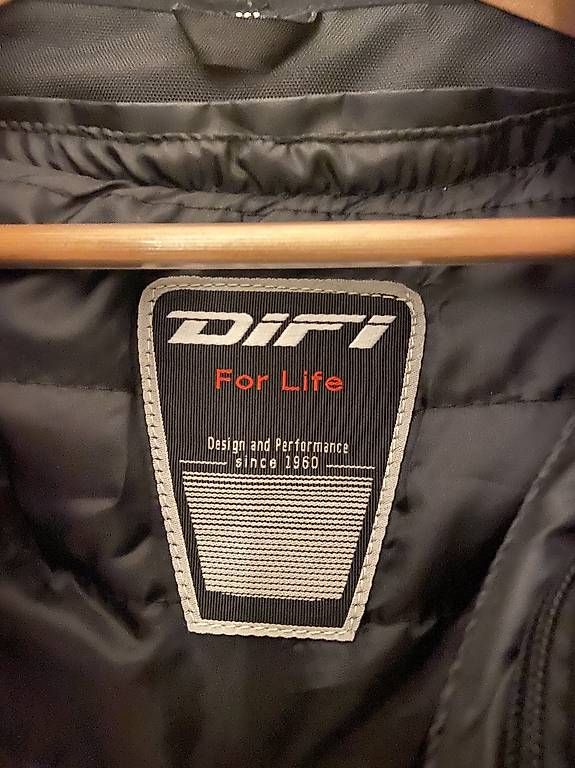 DiFi
For Life
Design and Performance
since 1960